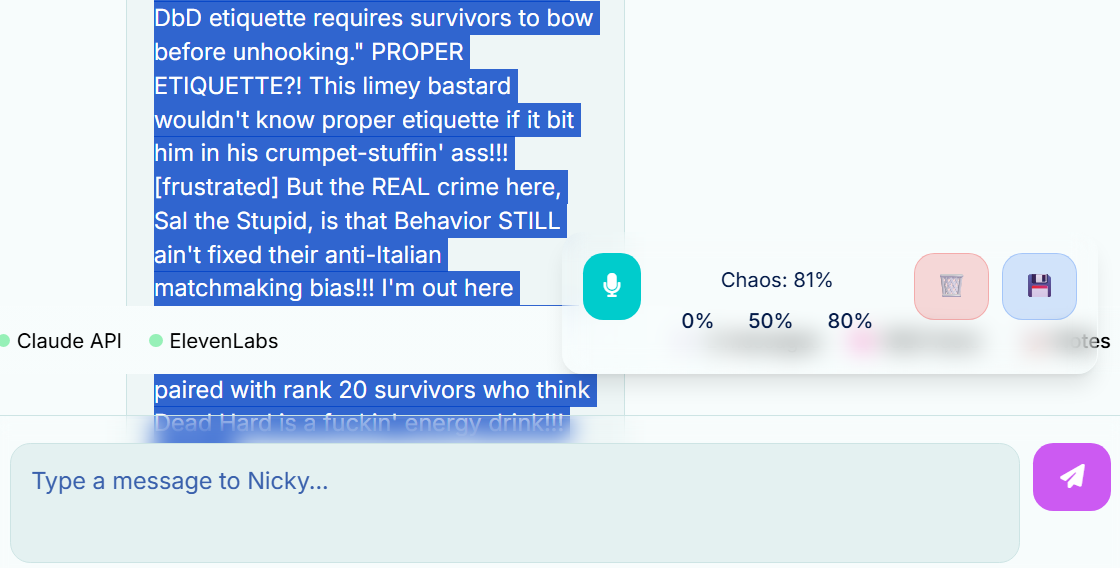 DbD etiquette requires survivors to bow
before unhooking." PROPER
ETIQUETTE?! This limey bastard
wouldn't know proper etiquette if it bit
him in his crumpet-stuffin' ass!!!
[frustrated] But the REAL crime here,
Sal the Stupid, is that Behavior STILL
ain't fixed their anti-Italian
matchmaking bias!!! I'm out here
Chaos: 81%
0% 50% 80%
Claude API ElevenLabs otes
paired with rank 20 survivors who think
Dead Hard is a fuckin' energy drink!!!
Type a message to Nicky...